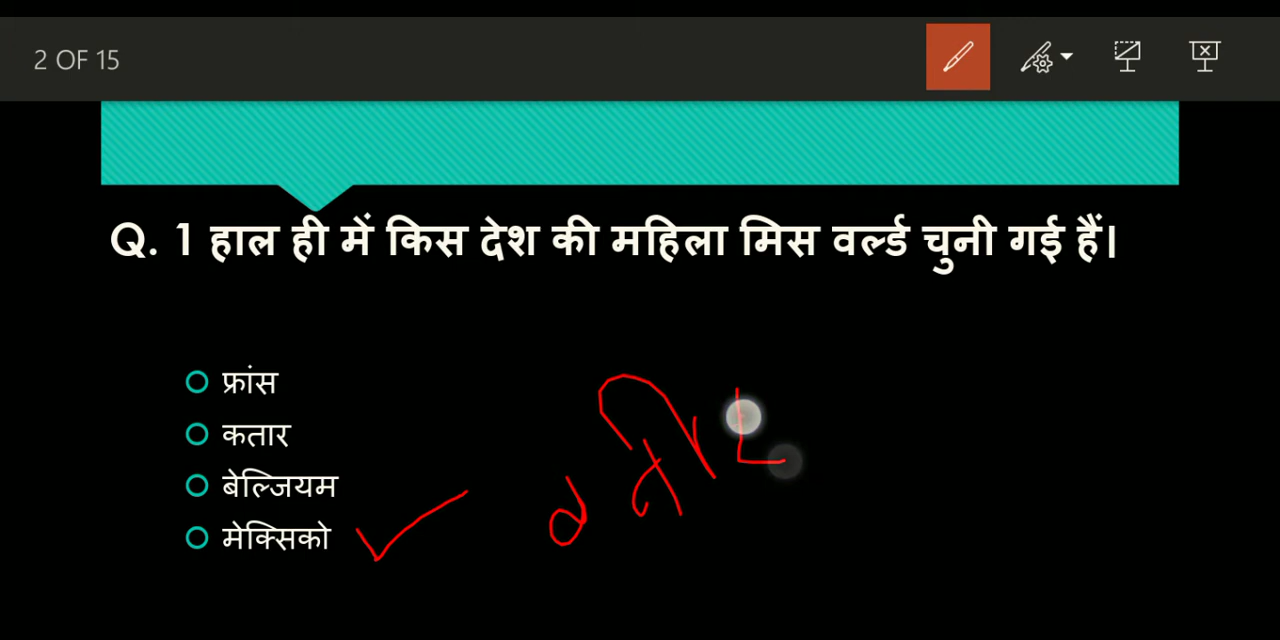 2 OF 15
Q. 1 हाल ही में किस देश की महिला मिस वर्ल्ड चुनी गई हैं।
फ्रांस
कतार
बेल्जियम
मेक्सिको